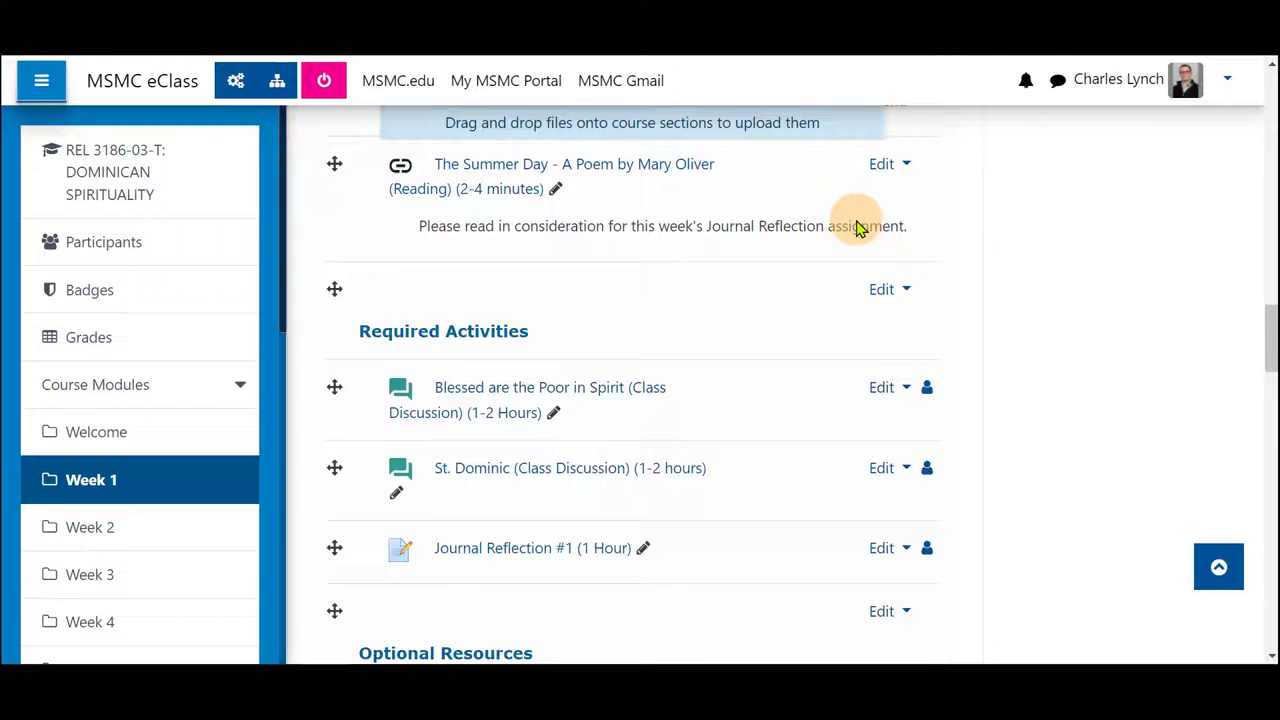 MSMC eClass
MSMC.edu My MSMC Portal MSMC Gmail
Charles Lynch
REL 3186-03-T:
DOMINICAN
SPIRITUALITY
Participants
Badges
Grades
Course Modules
Welcome
Week 1
Week 2
Week 3
Week 4
Drag and drop files onto course sections to upload them
The Summer Day - A Poem by Mary Oliver
(Reading) (2-4 minutes)
Edit
Please read in consideration for this week's Journal Reflection assignment.
Edit
Required Activities
Blessed are the Poor in Spirit (Class
Discussion) (1-2 Hours)
Edit
St. Dominic (Class Discussion) (1-2 hours)
Edit
Journal Reflection #1 (1 Hour)
Edit
Edit
Optional Resources